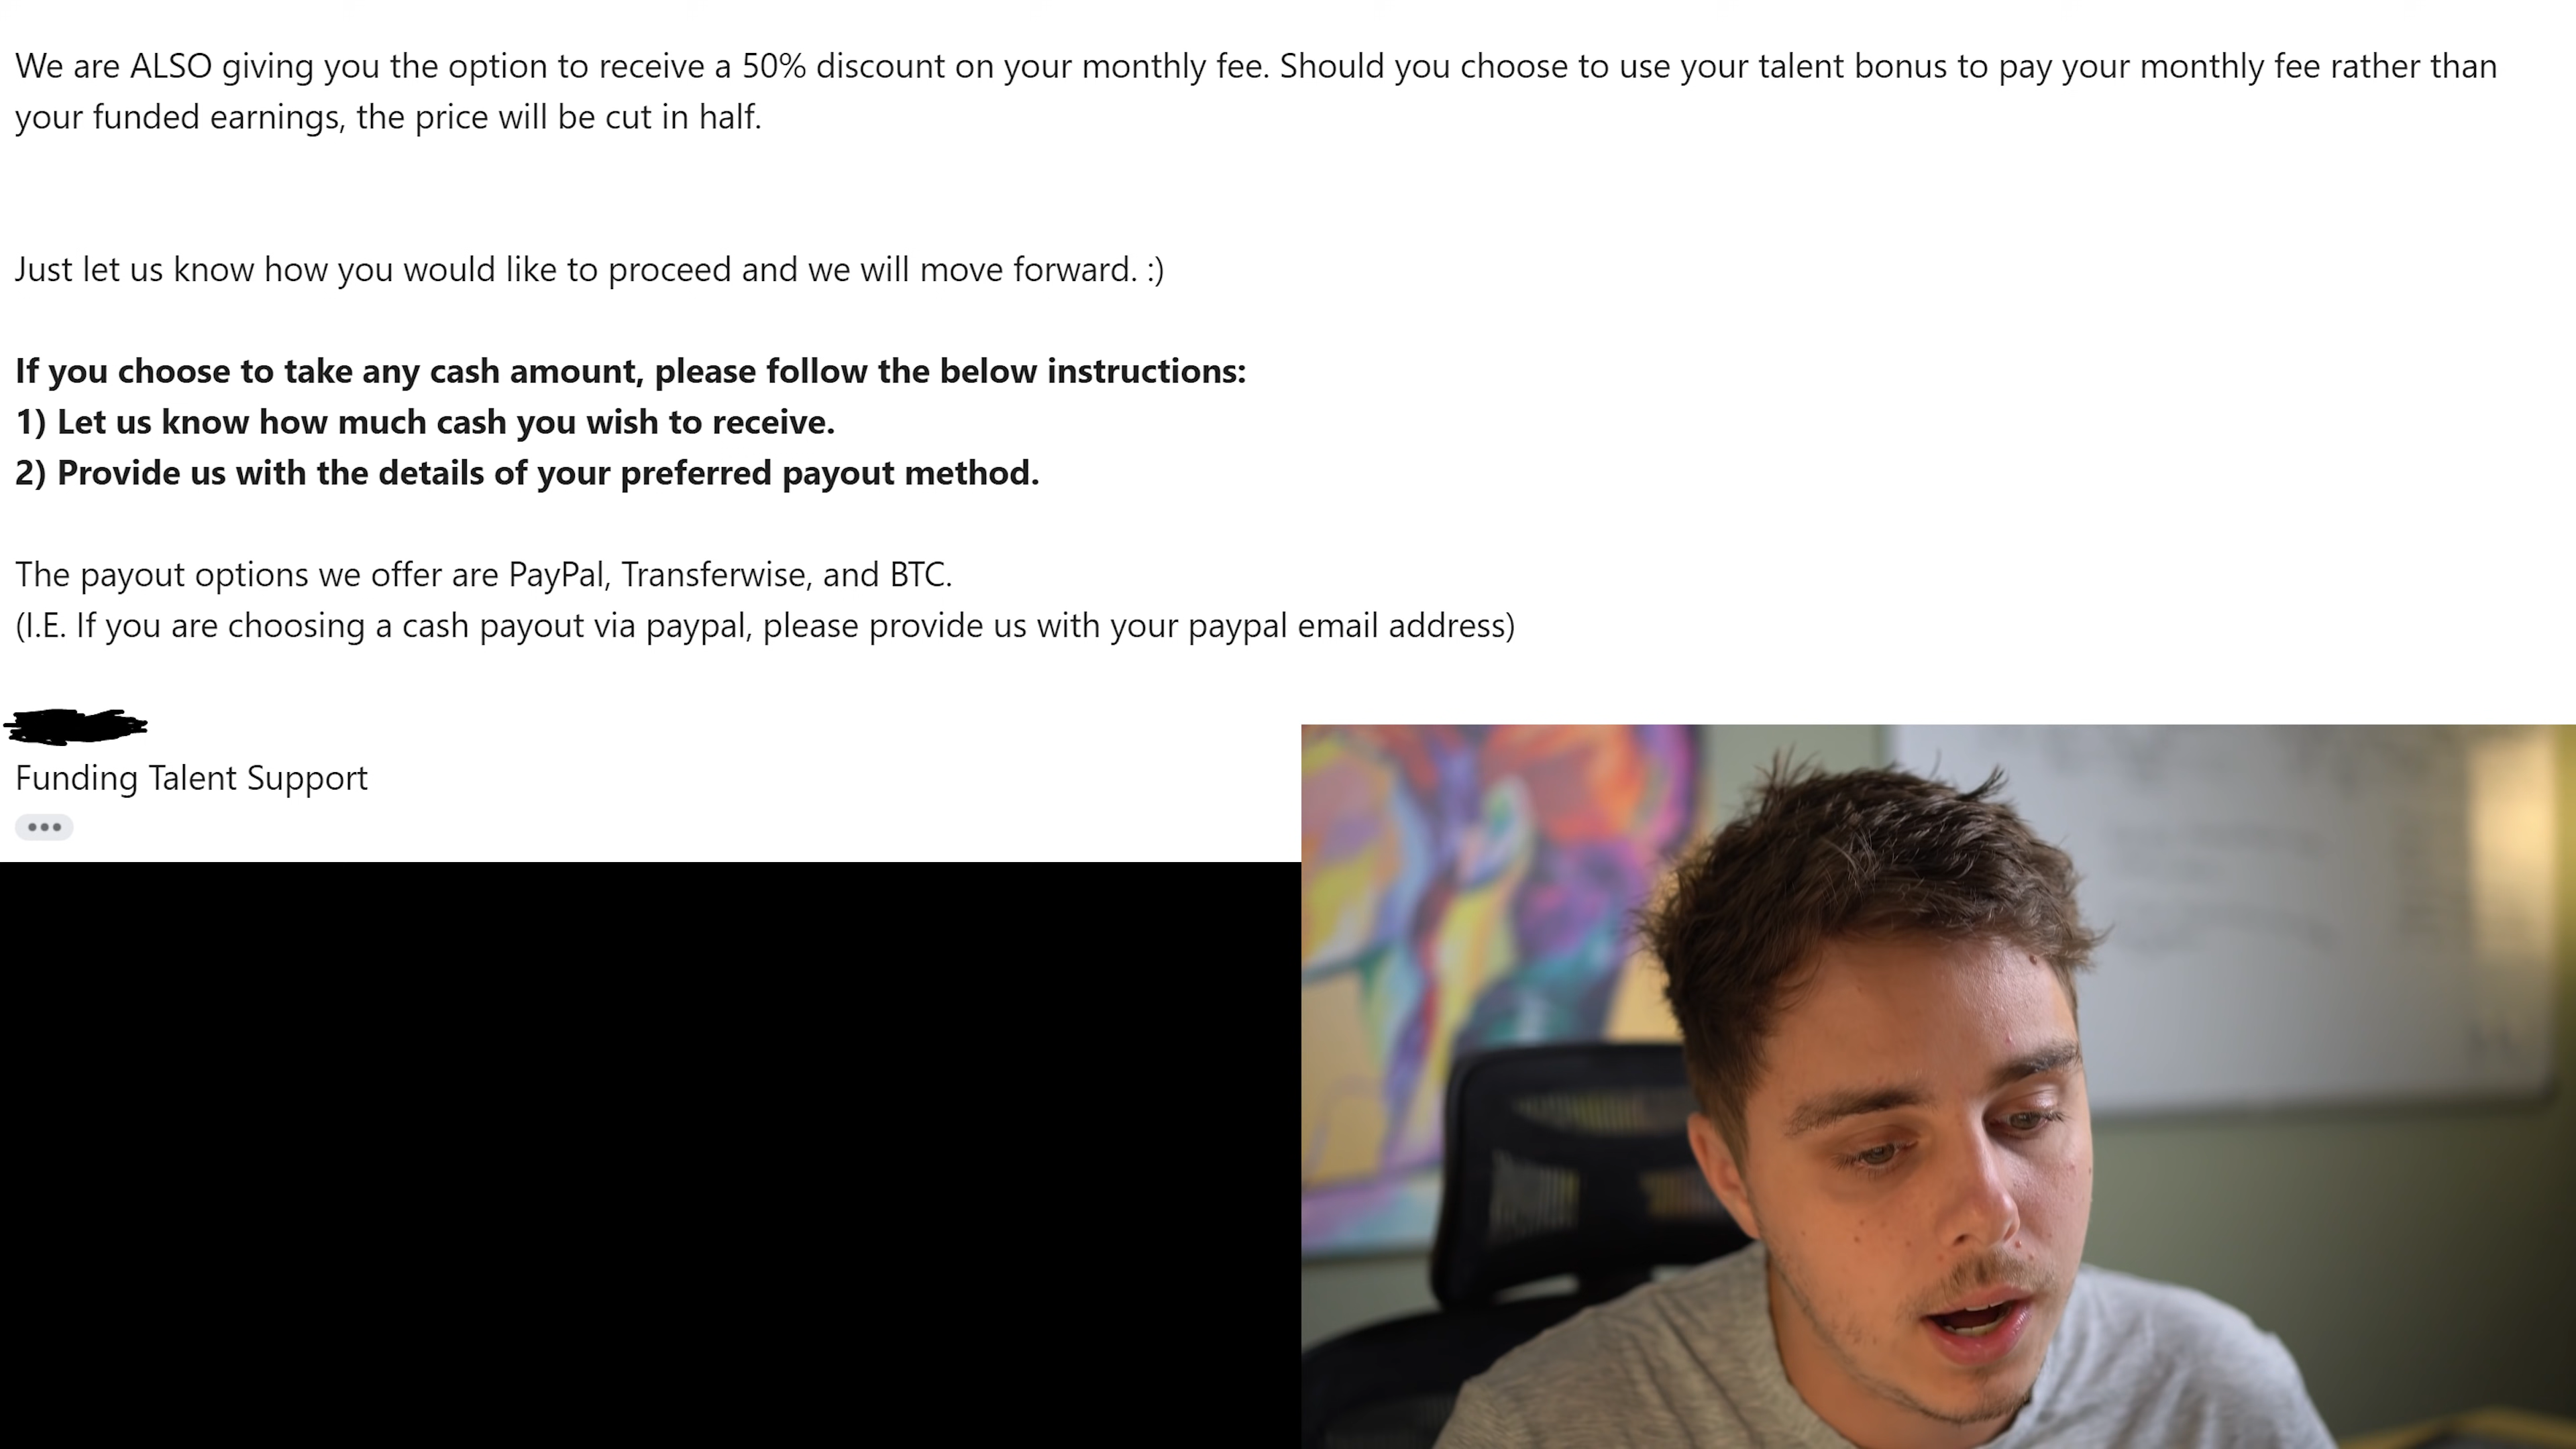 We are ALSO giving you the option to receive a 50% discount on your monthly fee. Should you choose to use your talent bonus to pay your monthly fee rather than
your funded earnings, the price will be cut in half.
Just let us know how you would like to proceed and we will move forward. :)
If you choose to take any cash amount, please follow the below instructions:
1) Let us know how much cash you wish to receive.
2) Provide us with the details of your preferred payout method.
The payout options we offer are PayPal, Transferwise, and BTC.
(I.E. If you are choosing a cash payout via paypal, please provide us with your paypal email address)
Funding Talent Support